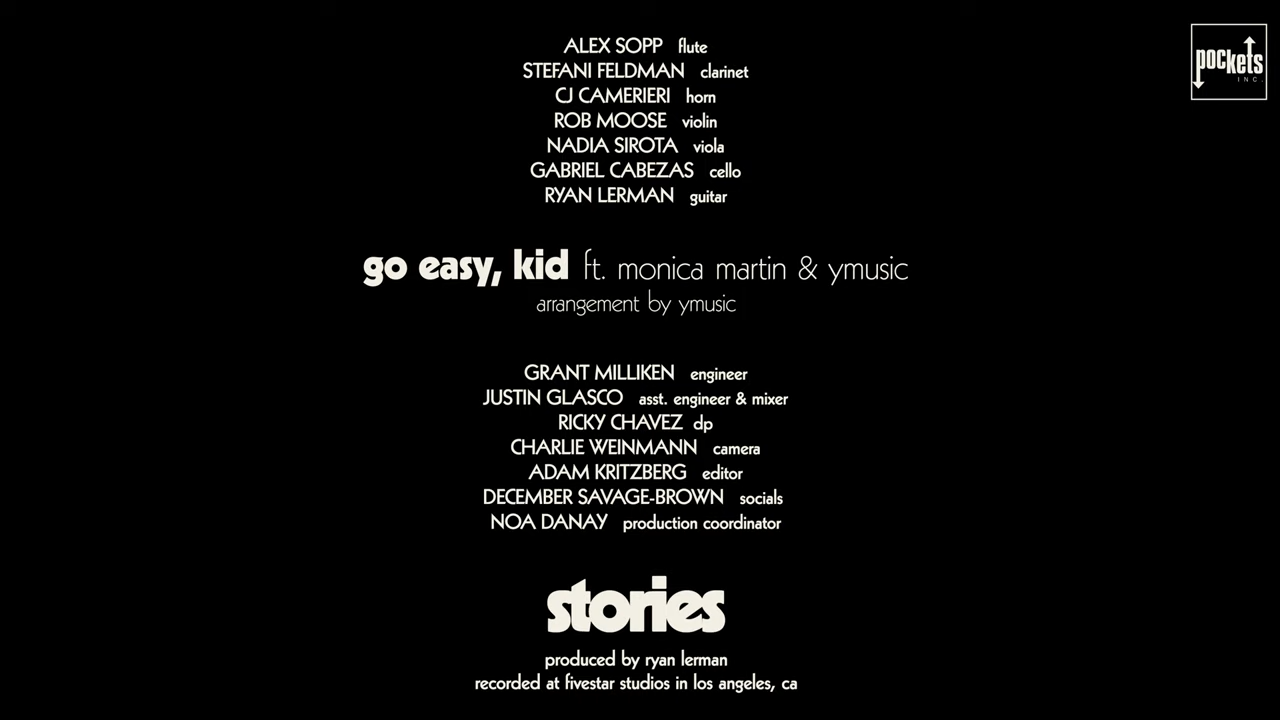 ALEX SOPP flute
STEFANI FELDMAN clarinet
CJ CAMERIERI horn
ROB MOOSE violin
NADIA SIROTA viola
GABRIEL CABEZAS cello
RYAN LERMAN guitar
go easy, kid ft. monica martin & ymusic
arrangement by ymusic
GRANT MILLIKEN engineer
JUSTIN GLASCO asst. engineer & mixer
RICKY CHAVEZ dp
CHARLIE WEINMANN camera
ADAM KRITZBERG editor
DECEMBER SAVAGE-BROWN socials
NOA DANAY production coordinator
stories
produced by ryan lerman
recorded at fivestar studios in los angeles, ca
pockets
INC.